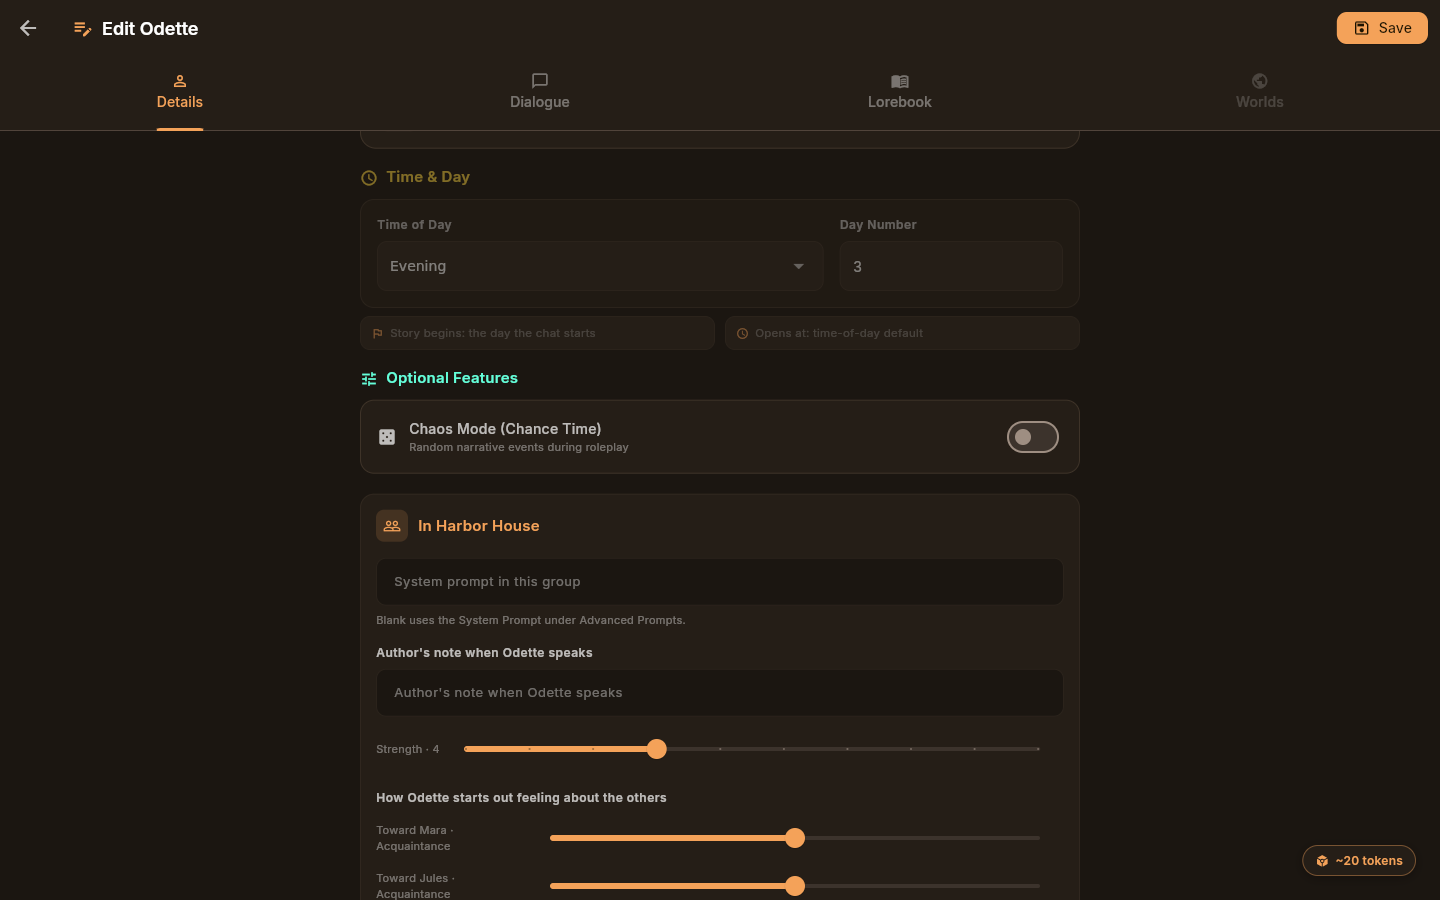 Edit Odette
Save
Details
Dialogue
Lorebook
Worlds
Time & Day
Time of Day
Day Number
Evening
3
Story begins: the day the chat starts
Opens at: time-of-day default
Optional Features
Chaos Mode (Chance Time)
Random narrative events during roleplay
In Harbor House
System prompt in this group
Blank uses the System Prompt under Advanced Prompts.
Author's note when Odette speaks
Author's note when Odette speaks
Strength · 4
How Odette starts out feeling about the others
Toward Mara ·
Acquaintance
Toward Jules ·
Acquaintance
~20 tokens